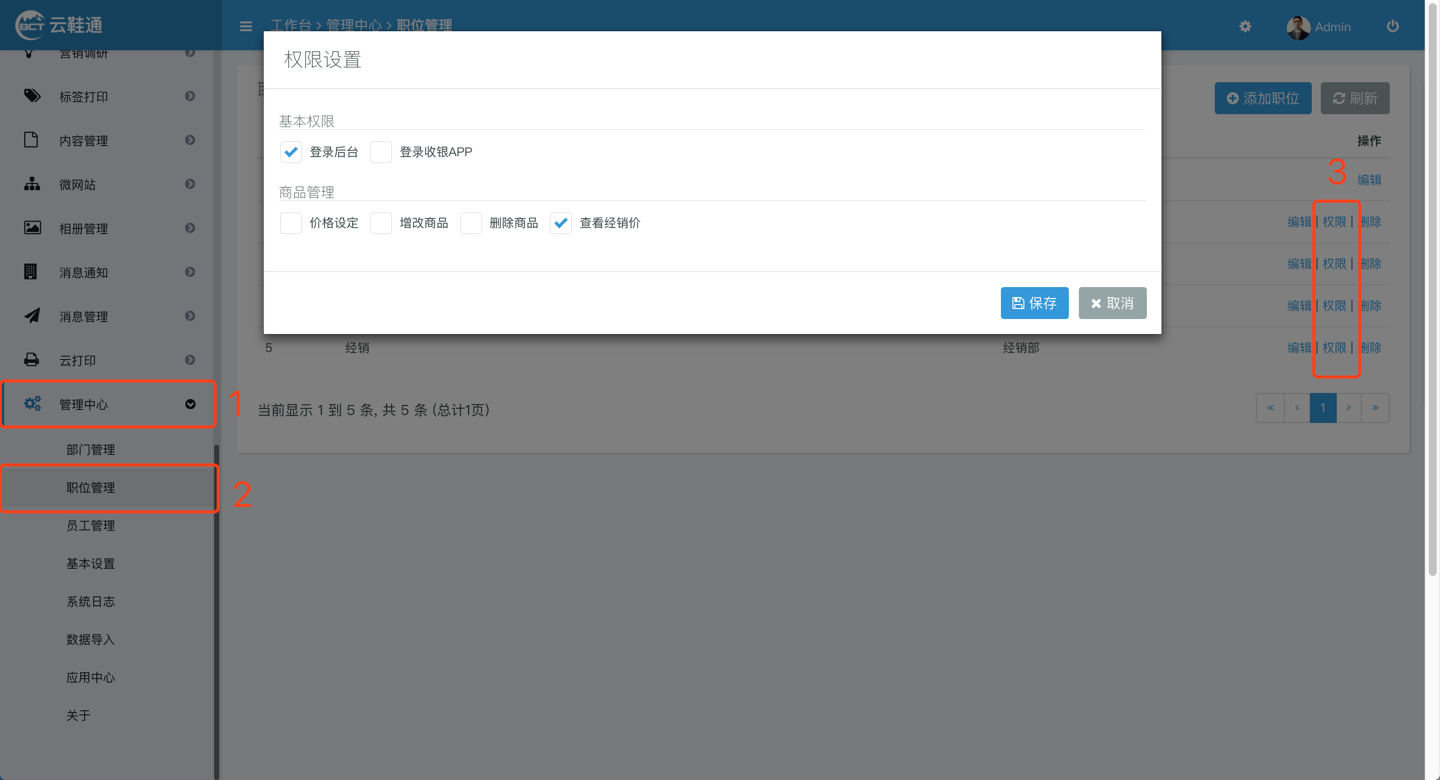 BCT 云鞋通
工作台 > 管理中心 > 职位管理
Admin
营销调研
标签打印
内容管理
微网站
相册管理
消息通知
消息管理
云打印
管理中心
1
部门管理
职位管理
2
员工管理
基本设置
系统日志
数据导入
应用中心
关于
权限设置
基本权限
登录后台 登录收银APP
商品管理
价格设定 增改商品 删除商品 查看经销价
保存 取消
添加职位 刷新
操作
3
编辑
编辑 | 权限 | 删除
编辑 | 权限 | 删除
编辑 | 权限 | 删除
5 经销 经销部 编辑 | 权限 | 删除
当前显示 1 到 5 条, 共 5 条 (总计1页)
« ‹ 1 › »